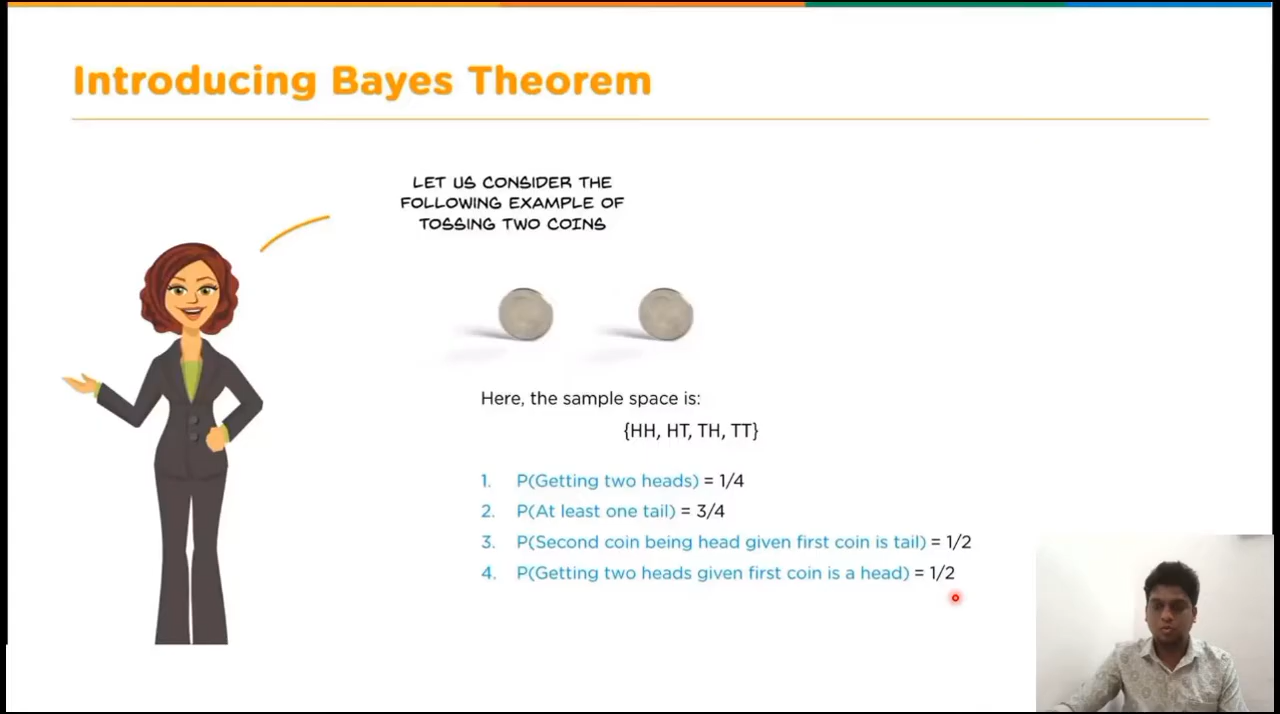 Introducing Bayes Theorem
LET US CONSIDER THE
FOLLOWING EXAMPLE OF
TOSSING TWO COINS
Here, the sample space is:
{HH, HT, TH, TT}
1. P(Getting two heads) = 1/4
2. P(At least one tail) = 3/4
3. P(Second coin being head given first coin is tail) = 1/2
4. P(Getting two heads given first coin is a head) = 1/2